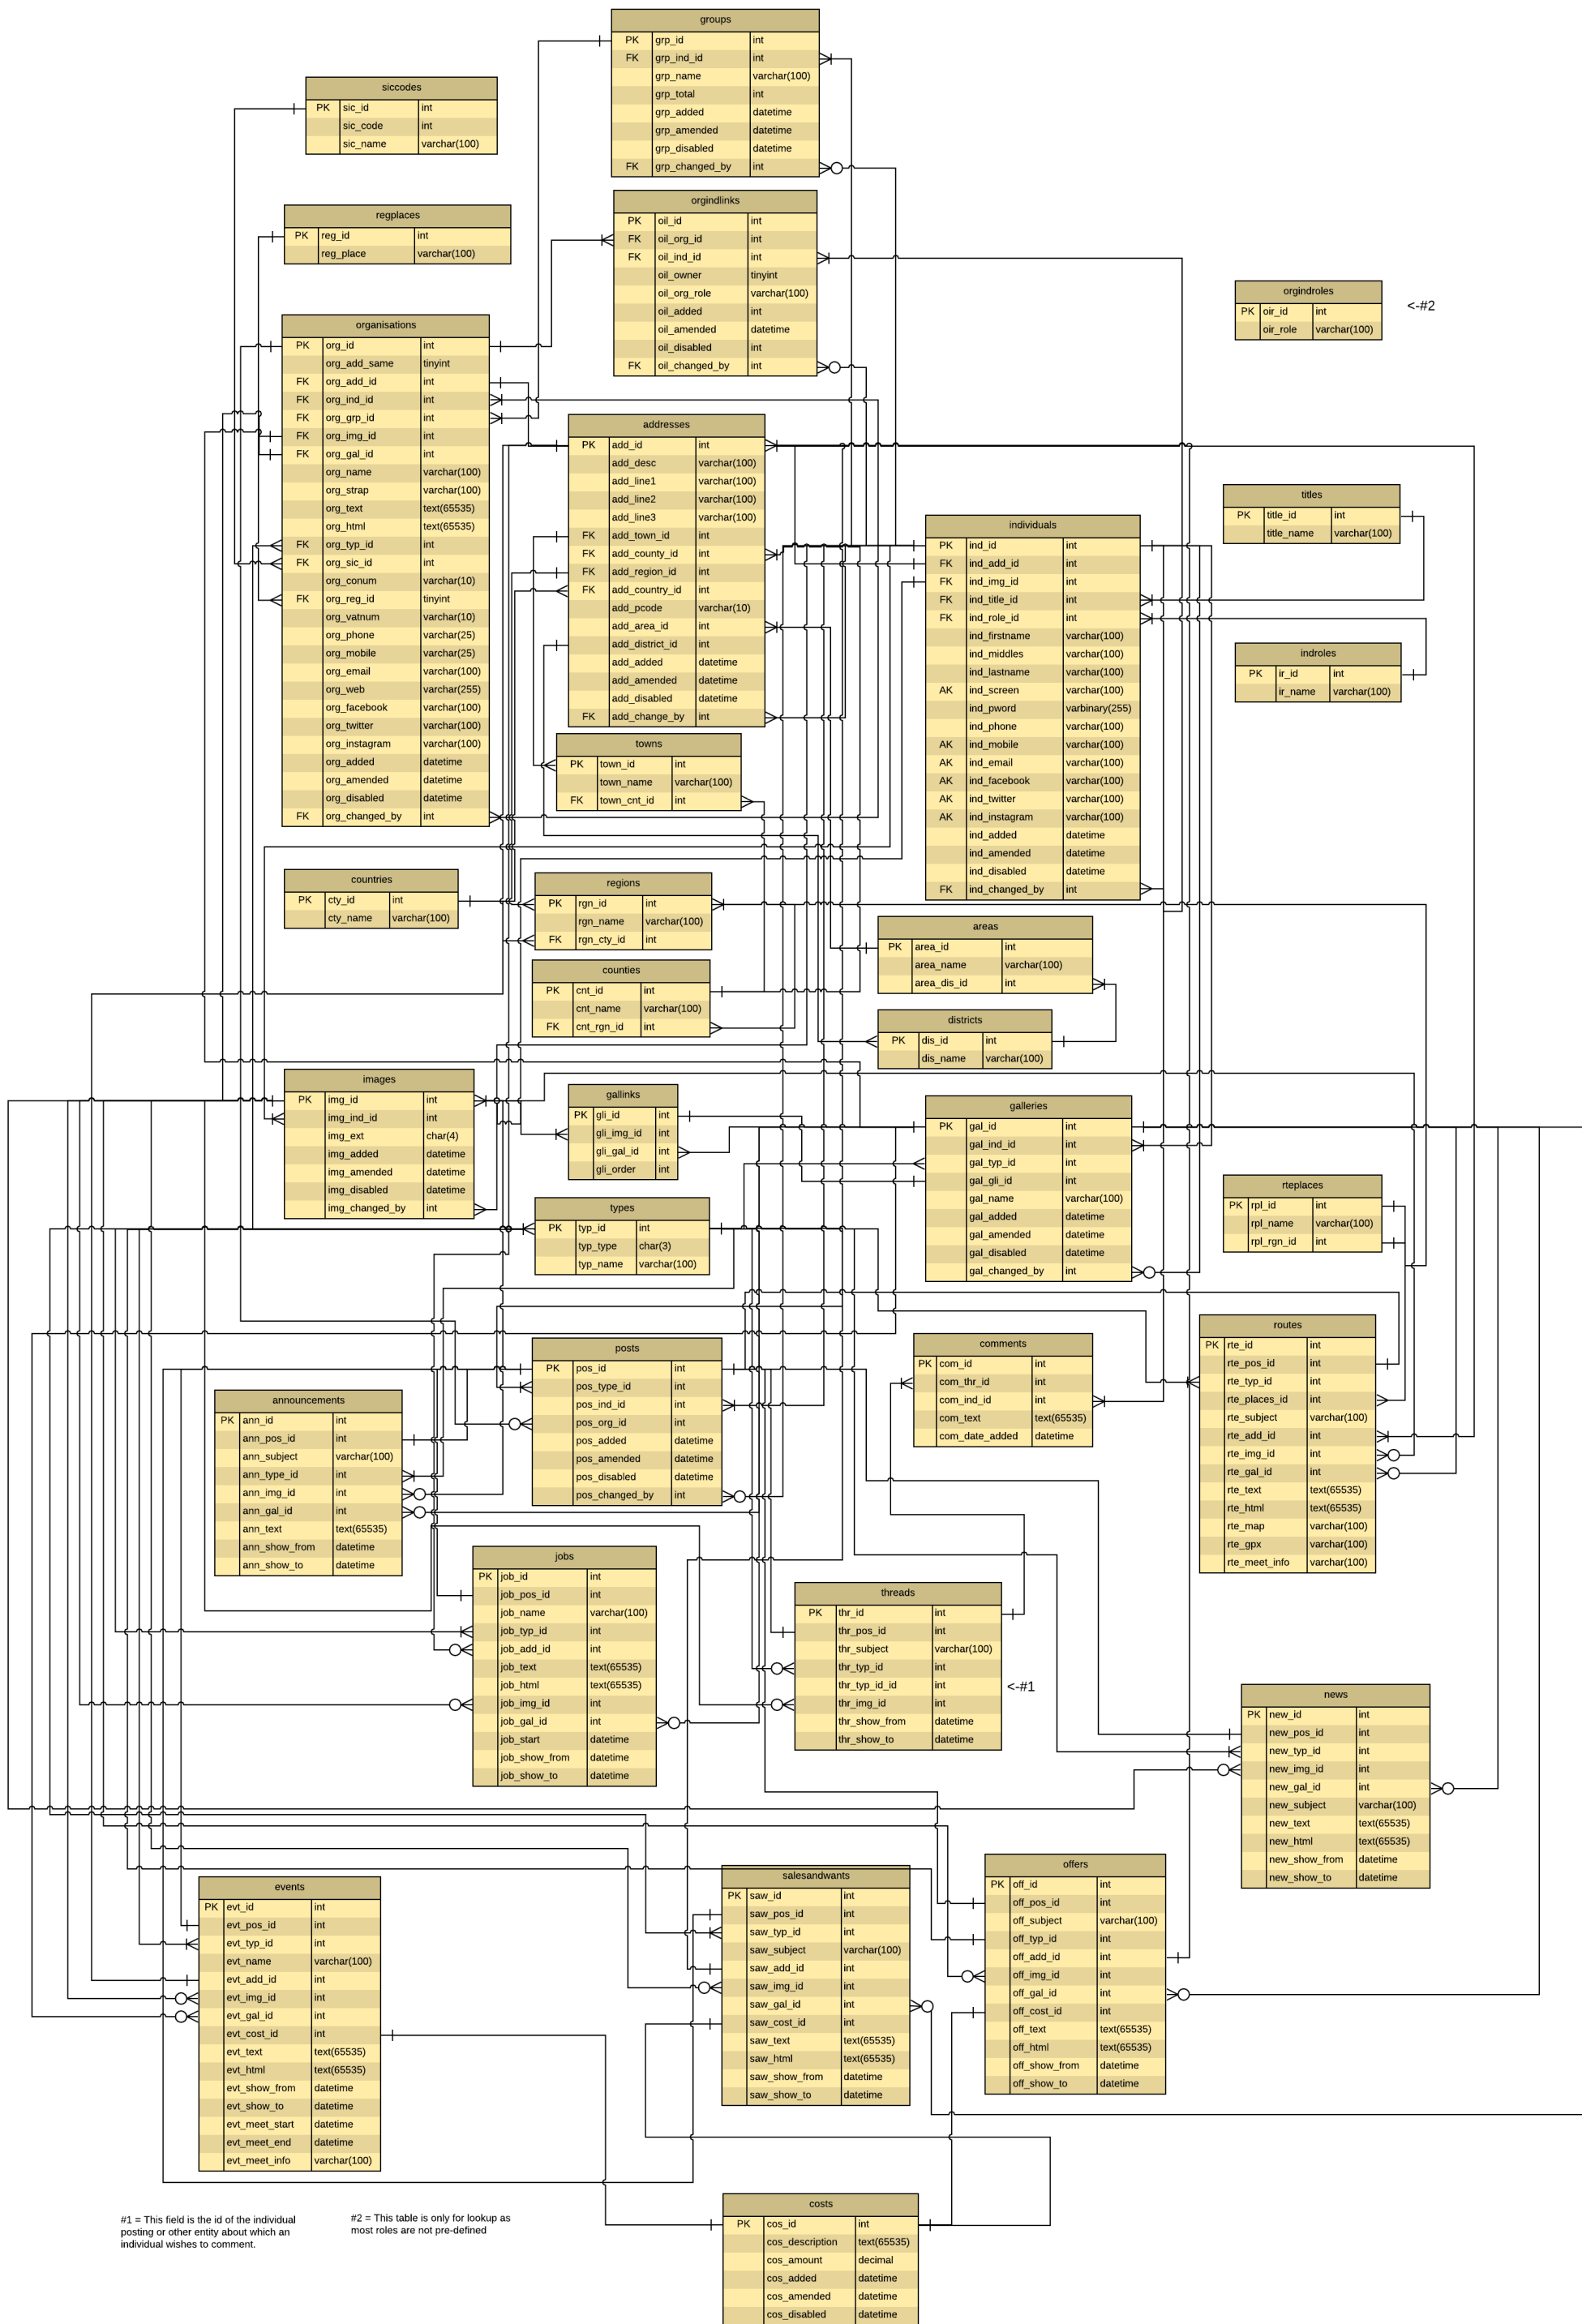 groups
PK grp_id int
FK grp_ind_id int
grp_name varchar(100)
grp_total int
grp_added datetime
grp_amended datetime
grp_disabled datetime
FK grp_changed_by int
siccodes
PK sic_id int
sic_code int
sic_name varchar(100)
regplaces
PK reg_id int
reg_place varchar(100)
orgindlinks
PK oil_id int
FK oil_org_id int
FK oil_ind_id int
oil_owner tinyint
oil_org_role varchar(100)
oil_added int
oil_amended datetime
oil_disabled int
FK oil_changed_by int
orgindroles
PK oir_id int
oir_role varchar(100)
<-#2
organisations
PK org_id int
org_add_same tinyint
FK org_add_id int
FK org_ind_id int
FK org_grp_id int
FK org_img_id int
FK org_gal_id int
org_name varchar(100)
org_strap varchar(100)
org_text text(65535)
org_html text(65535)
FK org_typ_id int
FK org_sic_id int
org_conum varchar(10)
FK org_reg_id tinyint
org_vatnum varchar(10)
org_phone varchar(25)
org_mobile varchar(25)
org_email varchar(100)
org_web varchar(255)
org_facebook varchar(100)
org_twitter varchar(100)
org_instagram varchar(100)
org_added datetime
org_amended datetime
org_disabled datetime
FK org_changed_by int
addresses
PK add_id int
add_desc varchar(100)
add_line1 varchar(100)
add_line2 varchar(100)
add_line3 varchar(100)
FK add_town_id int
FK add_county_id int
FK add_region_id int
FK add_country_id int
add_pcode varchar(10)
add_area_id int
add_district_id int
add_added datetime
add_amended datetime
add_disabled datetime
FK add_change_by int
individuals
PK ind_id int
FK ind_add_id int
FK ind_img_id int
FK ind_title_id int
FK ind_role_id int
ind_firstname varchar(100)
ind_middles varchar(100)
ind_lastname varchar(100)
AK ind_screen varchar(100)
ind_pword varbinary(255)
ind_phone varchar(100)
AK ind_mobile varchar(100)
AK ind_email varchar(100)
AK ind_facebook varchar(100)
AK ind_twitter varchar(100)
AK ind_instagram varchar(100)
ind_added datetime
ind_amended datetime
ind_disabled datetime
FK ind_changed_by int
titles
PK title_id int
title_name varchar(100)
indroles
PK ir_id int
ir_name varchar(100)
towns
PK town_id int
town_name varchar(100)
FK town_cnt_id int
countries
PK cty_id int
cty_name varchar(100)
regions
PK rgn_id int
rgn_name varchar(100)
FK rgn_cty_id int
areas
PK area_id int
area_name varchar(100)
area_dis_id int
counties
PK cnt_id int
cnt_name varchar(100)
FK cnt_rgn_id int
districts
PK dis_id int
dis_name varchar(100)
images
PK img_id int
img_ind_id int
img_ext char(4)
img_added datetime
img_amended datetime
img_disabled datetime
img_changed_by int
gallinks
PK gli_id int
gli_img_id int
gli_gal_id int
gli_order int
galleries
PK gal_id int
gal_ind_id int
gal_typ_id int
gal_gli_id int
gal_name varchar(100)
gal_added datetime
gal_amended datetime
gal_disabled datetime
gal_changed_by int
rteplaces
PK rpl_id int
rpl_name varchar(100)
rpl_rgn_id int
types
PK typ_id int
typ_type char(3)
typ_name varchar(100)
posts
PK pos_id int
pos_type_id int
pos_ind_id int
pos_org_id int
pos_added datetime
pos_amended datetime
pos_disabled datetime
pos_changed_by int
comments
PK com_id int
com_thr_id int
com_ind_id int
com_text text(65535)
com_date_added datetime
routes
PK rte_id int
rte_pos_id int
rte_typ_id int
rte_places_id int
rte_subject varchar(100)
rte_add_id int
rte_img_id int
rte_gal_id int
rte_text text(65535)
rte_html text(65535)
rte_map varchar(100)
rte_gpx varchar(100)
rte_meet_info varchar(100)
announcements
PK ann_id int
ann_pos_id int
ann_subject varchar(100)
ann_type_id int
ann_img_id int
ann_gal_id int
ann_text text(65535)
ann_show_from datetime
ann_show_to datetime
jobs
PK job_id int
job_pos_id int
job_name varchar(100)
job_typ_id int
job_add_id int
job_text text(65535)
job_html text(65535)
job_img_id int
job_gal_id int
job_start datetime
job_show_from datetime
job_show_to datetime
threads
PK thr_id int
thr_pos_id int
thr_subject varchar(100)
thr_typ_id int
thr_typ_id_id int
thr_img_id int
thr_show_from datetime
thr_show_to datetime
<-#1
news
PK new_id int
new_pos_id int
new_typ_id int
new_img_id int
new_gal_id int
new_subject varchar(100)
new_text text(65535)
new_html text(65535)
new_show_from datetime
new_show_to datetime
events
PK evt_id int
evt_pos_id int
evt_typ_id int
evt_name varchar(100)
evt_add_id int
evt_img_id int
evt_gal_id int
evt_cost_id int
evt_text text(65535)
evt_html text(65535)
evt_show_from datetime
evt_show_to datetime
evt_meet_start datetime
evt_meet_end datetime
evt_meet_info varchar(100)
salesandwants
PK saw_id int
saw_pos_id int
saw_typ_id int
saw_subject varchar(100)
saw_add_id int
saw_img_id int
saw_gal_id int
saw_cost_id int
saw_text text(65535)
saw_html text(65535)
saw_show_from datetime
saw_show_to datetime
offers
PK off_id int
off_pos_id int
off_subject varchar(100)
off_typ_id int
off_add_id int
off_img_id int
off_gal_id int
off_cost_id int
off_text text(65535)
off_html text(65535)
off_show_from datetime
off_show_to datetime
#1 = This field is the id of the individual
posting or other entity about which an
individual wishes to comment.
#2 = This table is only for lookup as
most roles are not pre-defined
costs
PK cos_id int
cos_description text(65535)
cos_amount decimal
cos_added datetime
cos_amended datetime
cos_disabled datetime